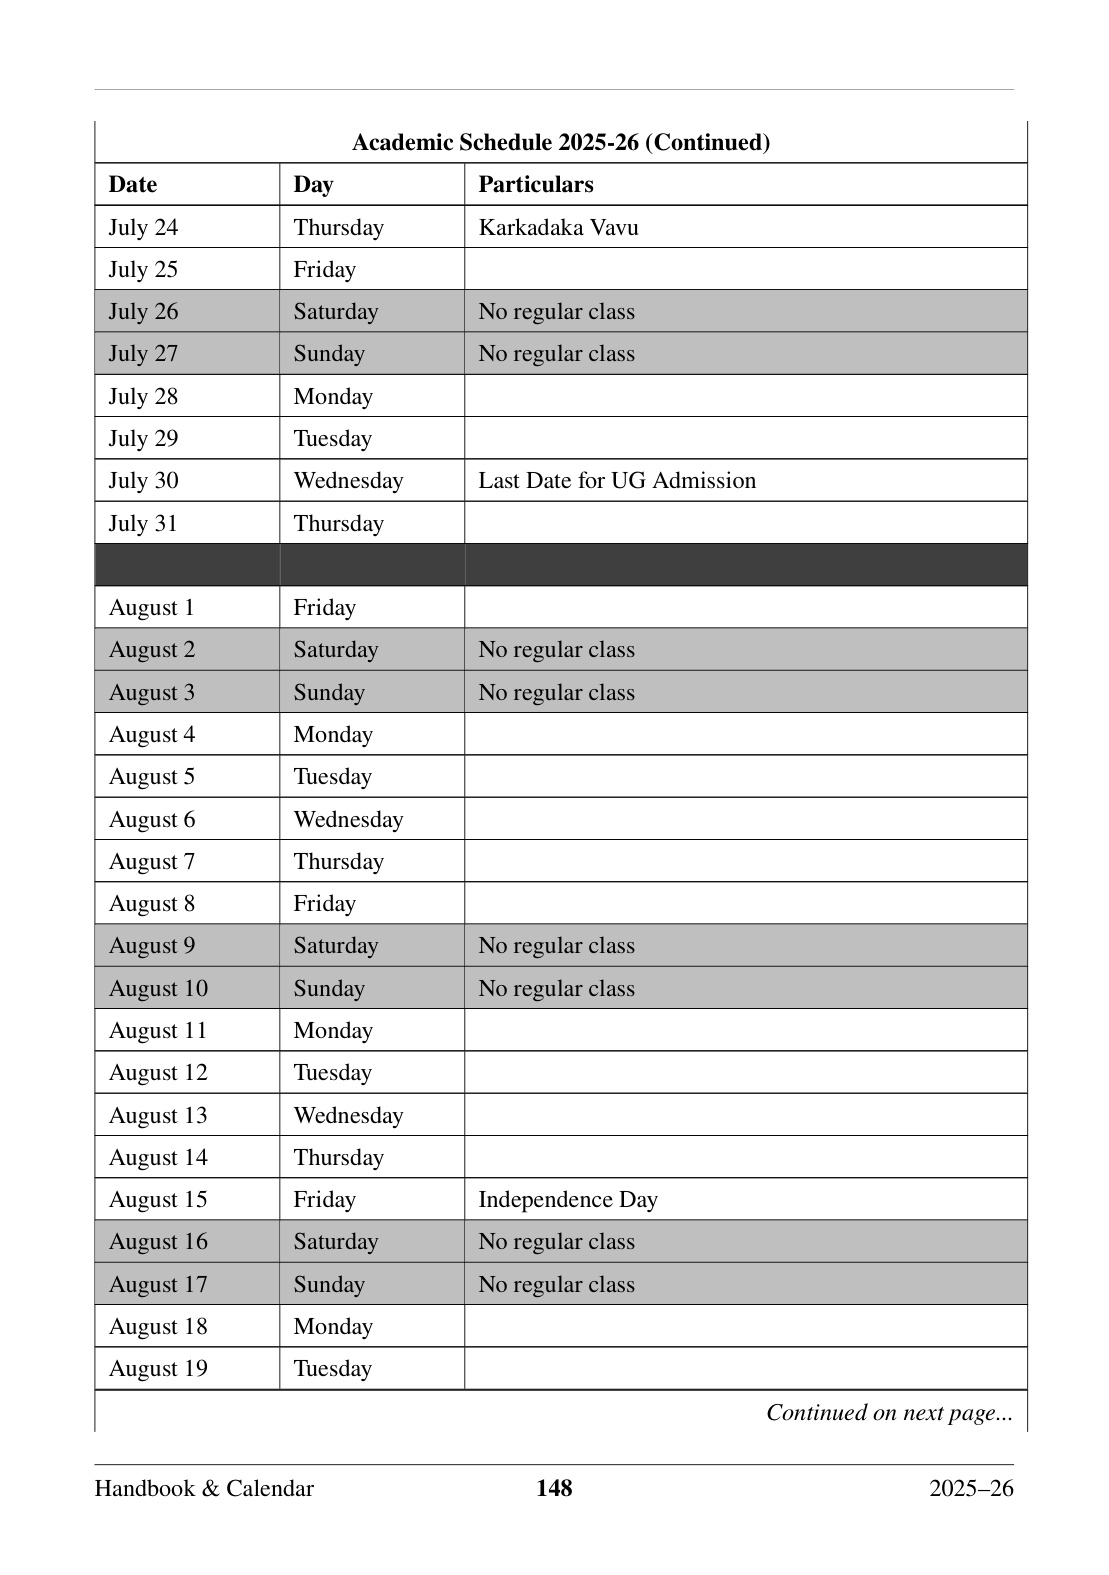 Academic Schedule 2025-26 (Continued)
Date Day Particulars
July 24 Thursday Karkadaka Vavu
July 25 Friday
July 26 Saturday No regular class
July 27 Sunday No regular class
July 28 Monday
July 29 Tuesday
July 30 Wednesday Last Date for UG Admission
July 31 Thursday
August 1 Friday
August 2 Saturday No regular class
August 3 Sunday No regular class
August 4 Monday
August 5 Tuesday
August 6 Wednesday
August 7 Thursday
August 8 Friday
August 9 Saturday No regular class
August 10 Sunday No regular class
August 11 Monday
August 12 Tuesday
August 13 Wednesday
August 14 Thursday
August 15 Friday Independence Day
August 16 Saturday No regular class
August 17 Sunday No regular class
August 18 Monday
August 19 Tuesday
Continued on next page...
Handbook & Calendar 148 2025–26